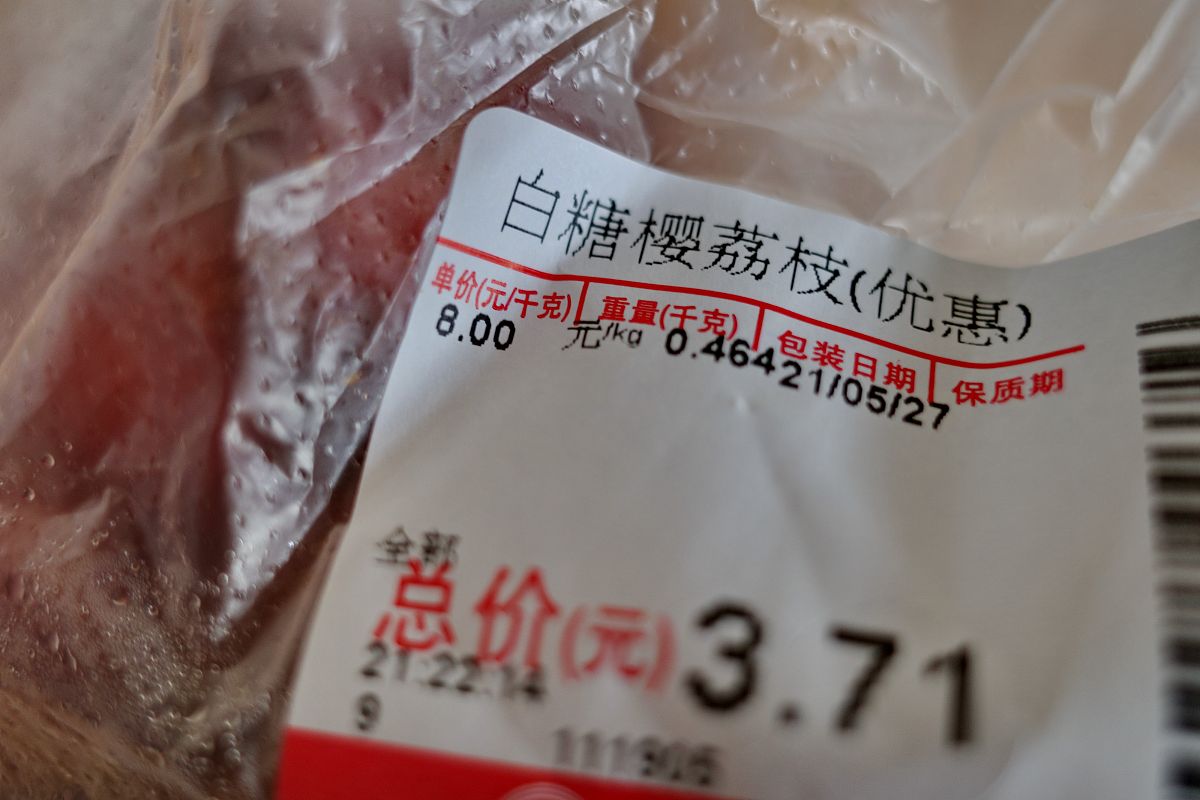 白糖樱荔枝(优惠)
单价(元/千克) 重量(千克) 包装日期 保质期
8.00 元/kg 0.464 21/05/27
全部
总价(元) 3.71
21:22:14
9
111905